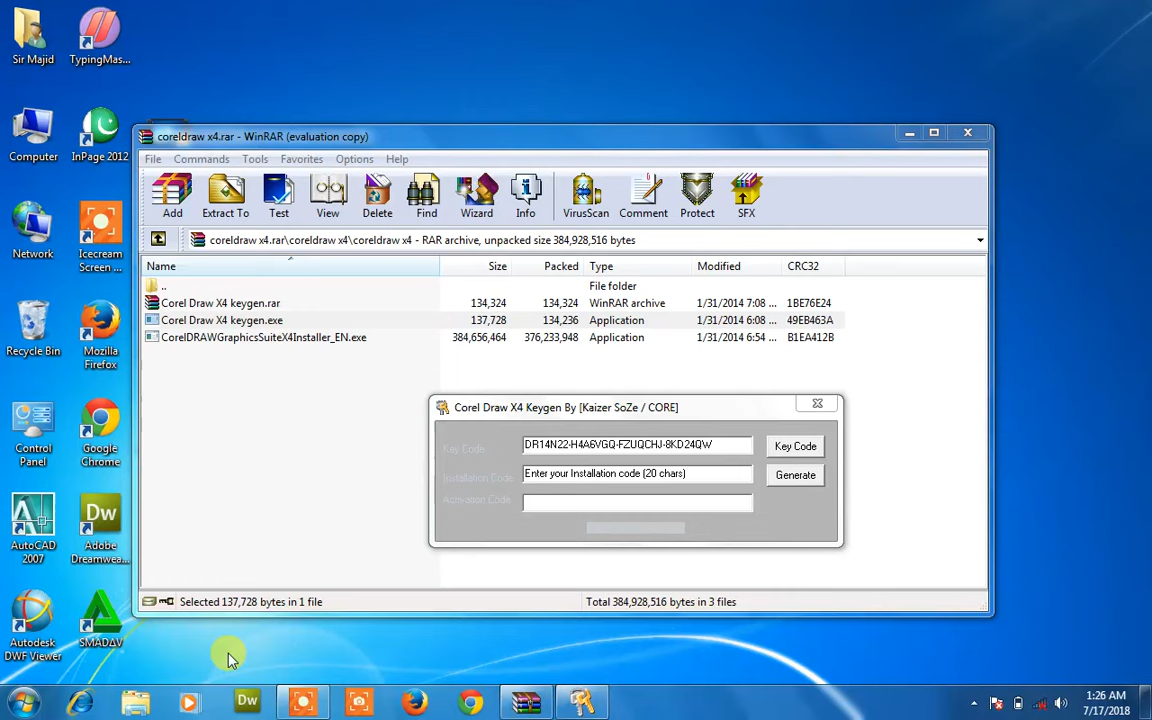 Sir Majid
TypingMas...
Computer
InPage 2012
Network
Icecream
Screen ...
Recycle Bin
Mozilla
Firefox
Control
Panel
Google
Chrome
AutoCAD
2007
Adobe
Dreamwea...
Autodesk
DWF Viewer
SMADAV
coreldraw x4.rar - WinRAR (evaluation copy)
File Commands Tools Favorites Options Help
Add Extract To Test View Delete Find Wizard Info VirusScan Comment Protect SFX
coreldraw x4.rar\coreldraw x4\coreldraw x4 - RAR archive, unpacked size 384,928,516 bytes
Name Size Packed Type Modified CRC32
.. File folder
Corel Draw X4 keygen.rar 134,324 134,324 WinRAR archive 1/31/2014 7:08 ... 1BE76E24
Corel Draw X4 keygen.exe 137,728 134,236 Application 1/31/2014 6:08 ... 49EB463A
CorelDRAWGraphicsSuiteX4Installer_EN.exe 384,656,464 376,233,948 Application 1/31/2014 6:54 ... B1EA412B
Corel Draw X4 Keygen By [Kaizer SoZe / CORE]
Key Code: DR14N22-H4A6VGQ-FZUQCHJ-8KD24QW Key Code
Installation Code: Enter your Installation code (20 chars) Generate
Activation Code:
Selected 137,728 bytes in 1 file
Total 384,928,516 bytes in 3 files
Dw
1:26 AM
7/17/2018